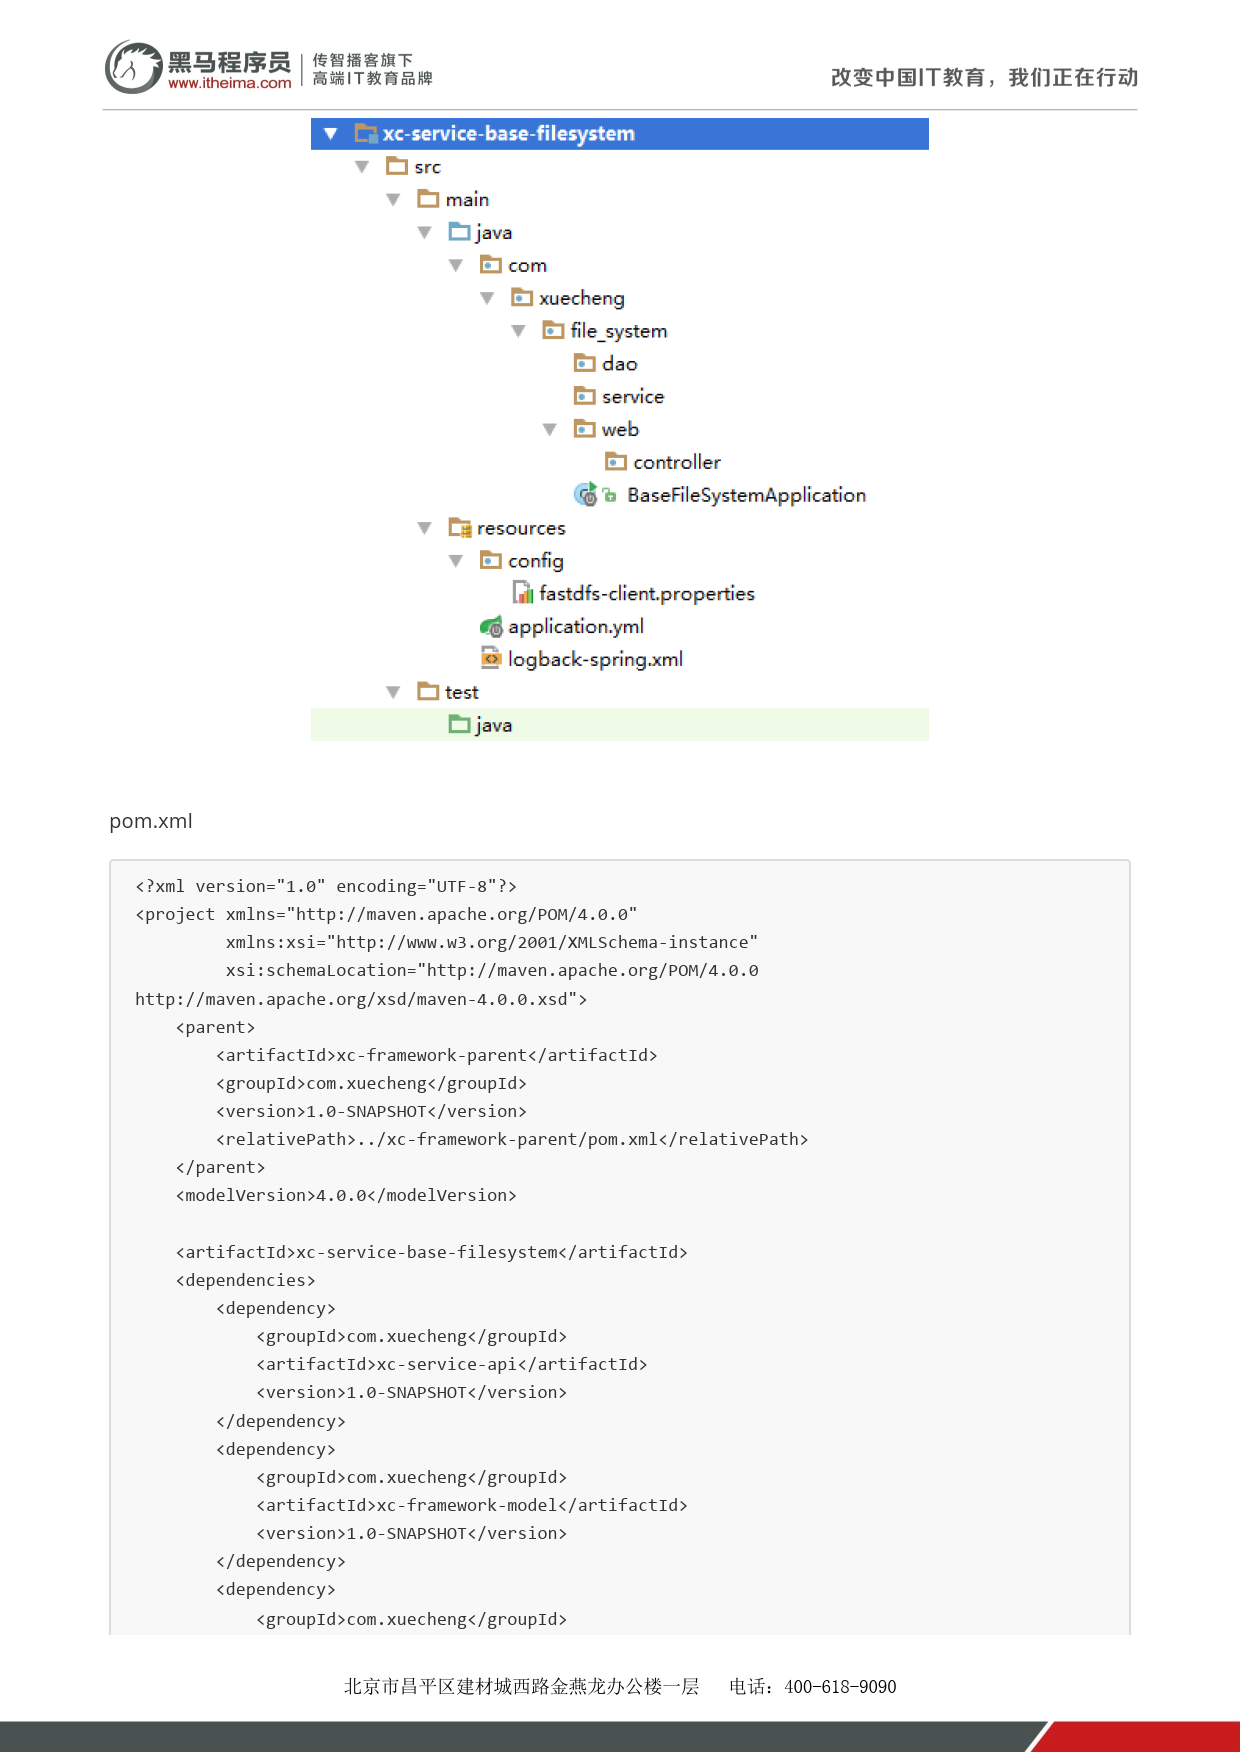 黑马程序员
www.itheima.com
传智播客旗下
高端IT教育品牌
改变中国IT教育，我们正在行动
xc-service-base-filesystem
src
main
java
com
xuecheng
file_system
dao
service
web
controller
BaseFileSystemApplication
resources
config
fastdfs-client.properties
application.yml
logback-spring.xml
test
java
pom.xml
<?xml version="1.0" encoding="UTF-8"?>
<project xmlns="http://maven.apache.org/POM/4.0.0"
         xmlns:xsi="http://www.w3.org/2001/XMLSchema-instance"
         xsi:schemaLocation="http://maven.apache.org/POM/4.0.0
http://maven.apache.org/xsd/maven-4.0.0.xsd">
    <parent>
        <artifactId>xc-framework-parent</artifactId>
        <groupId>com.xuecheng</groupId>
        <version>1.0-SNAPSHOT</version>
        <relativePath>../xc-framework-parent/pom.xml</relativePath>
    </parent>
    <modelVersion>4.0.0</modelVersion>

    <artifactId>xc-service-base-filesystem</artifactId>
    <dependencies>
        <dependency>
            <groupId>com.xuecheng</groupId>
            <artifactId>xc-service-api</artifactId>
            <version>1.0-SNAPSHOT</version>
        </dependency>
        <dependency>
            <groupId>com.xuecheng</groupId>
            <artifactId>xc-framework-model</artifactId>
            <version>1.0-SNAPSHOT</version>
        </dependency>
        <dependency>
            <groupId>com.xuecheng</groupId>
北京市昌平区建材城西路金燕龙办公楼一层 电话：400-618-9090